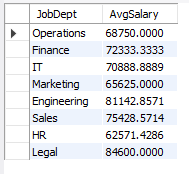 JobDept AvgSalary
Operations 68750.0000
Finance 72333.3333
IT 70888.8889
Marketing 65625.0000
Engineering 81142.8571
Sales 75428.5714
HR 62571.4286
Legal 84600.0000